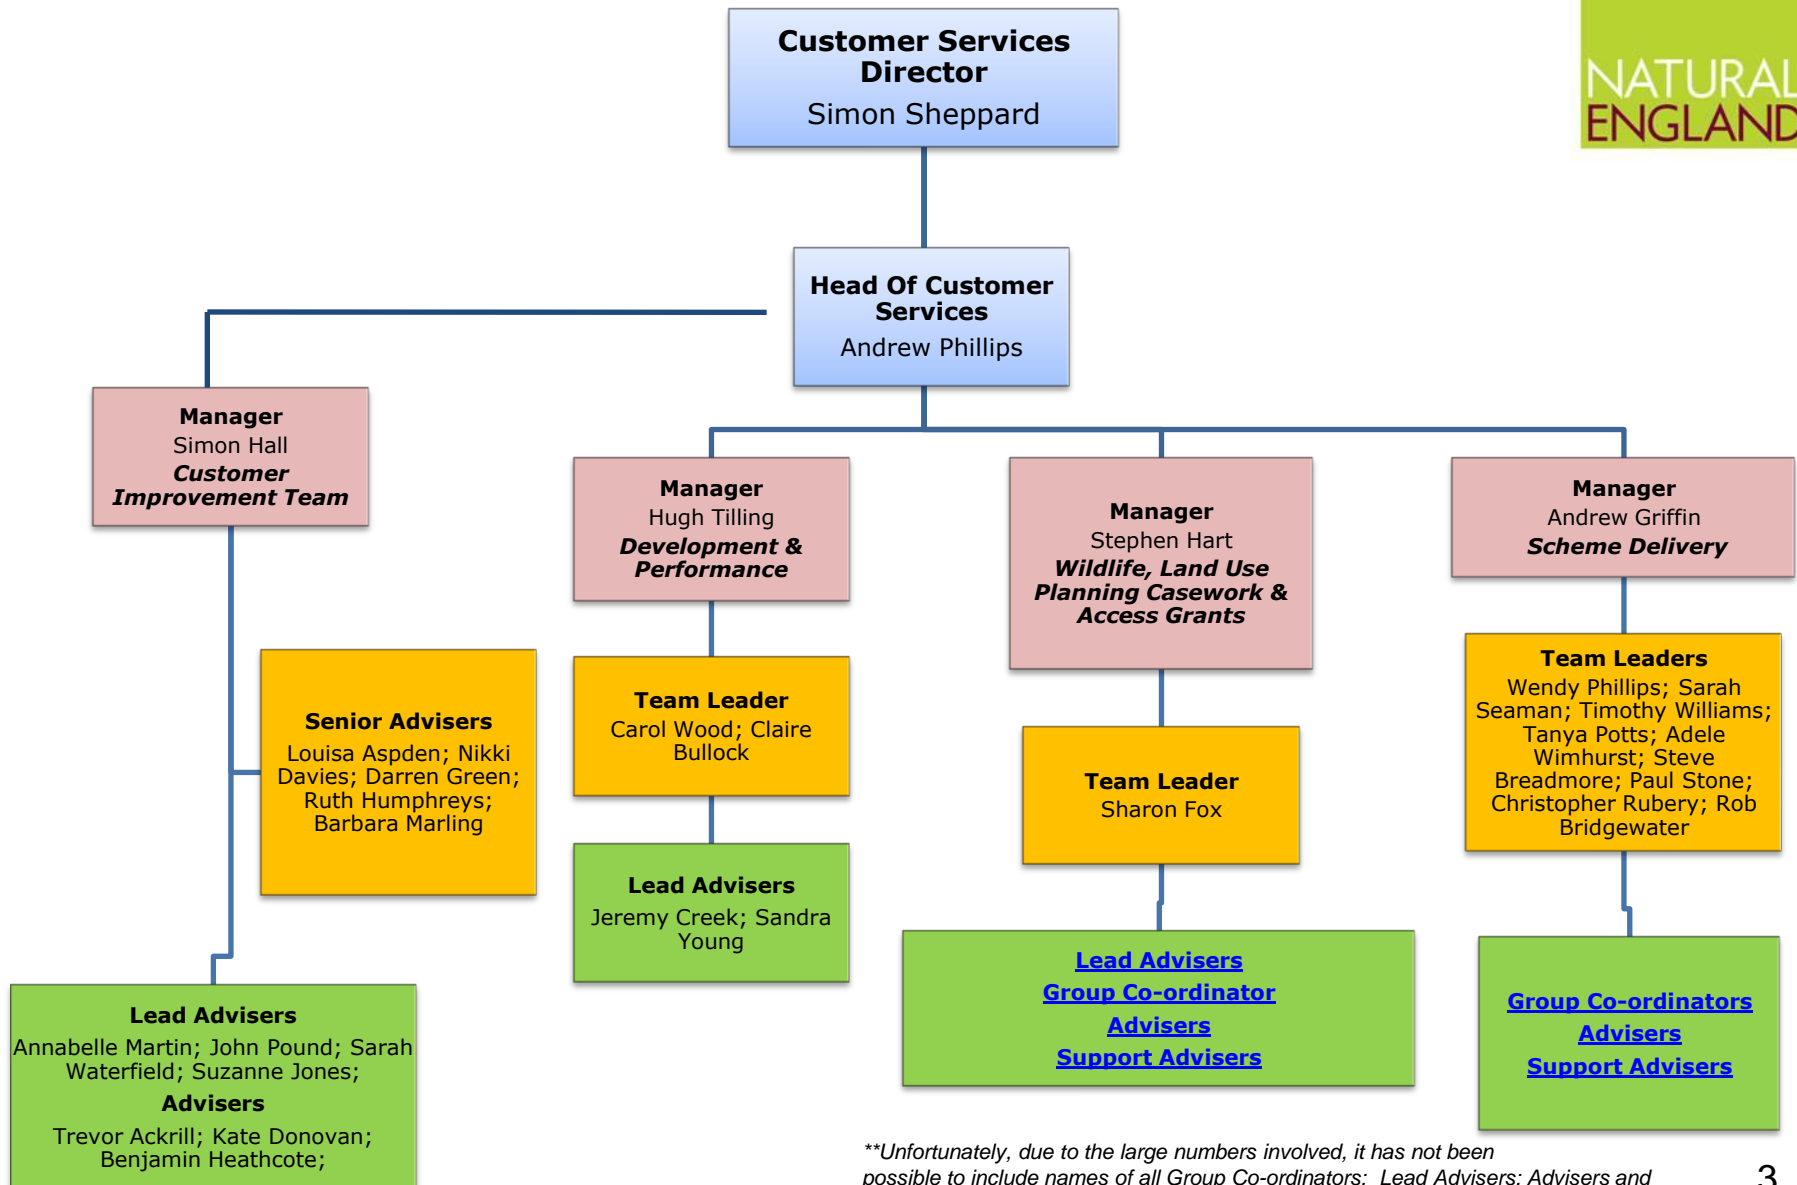 Customer Services
Director
Simon Sheppard
NATURAL
ENGLAND
Head Of Customer
Services
Andrew Phillips
Manager
Simon Hall
Customer
Improvement Team
Manager
Hugh Tilling
Development &
Performance
Manager
Stephen Hart
Wildlife, Land Use
Planning Casework &
Access Grants
Manager
Andrew Griffin
Scheme Delivery
Senior Advisers
Louisa Aspden; Nikki
Davies; Darren Green;
Ruth Humphreys;
Barbara Marling
Team Leader
Carol Wood; Claire
Bullock
Team Leader
Sharon Fox
Team Leaders
Wendy Phillips; Sarah
Seaman; Timothy Williams;
Tanya Potts; Adele
Wimhurst; Steve
Breadmore; Paul Stone;
Christopher Rubery; Rob
Bridgewater
Lead Advisers
Jeremy Creek; Sandra
Young
Lead Advisers
Group Co-ordinator
Advisers
Support Advisers
Group Co-ordinators
Advisers
Support Advisers
Lead Advisers
Annabelle Martin; John Pound; Sarah
Waterfield; Suzanne Jones;
Advisers
Trevor Ackrill; Kate Donovan;
Benjamin Heathcote;
**Unfortunately, due to the large numbers involved, it has not been
possible to include names of all Group Co-ordinators; Lead Advisers; Advisers and
3